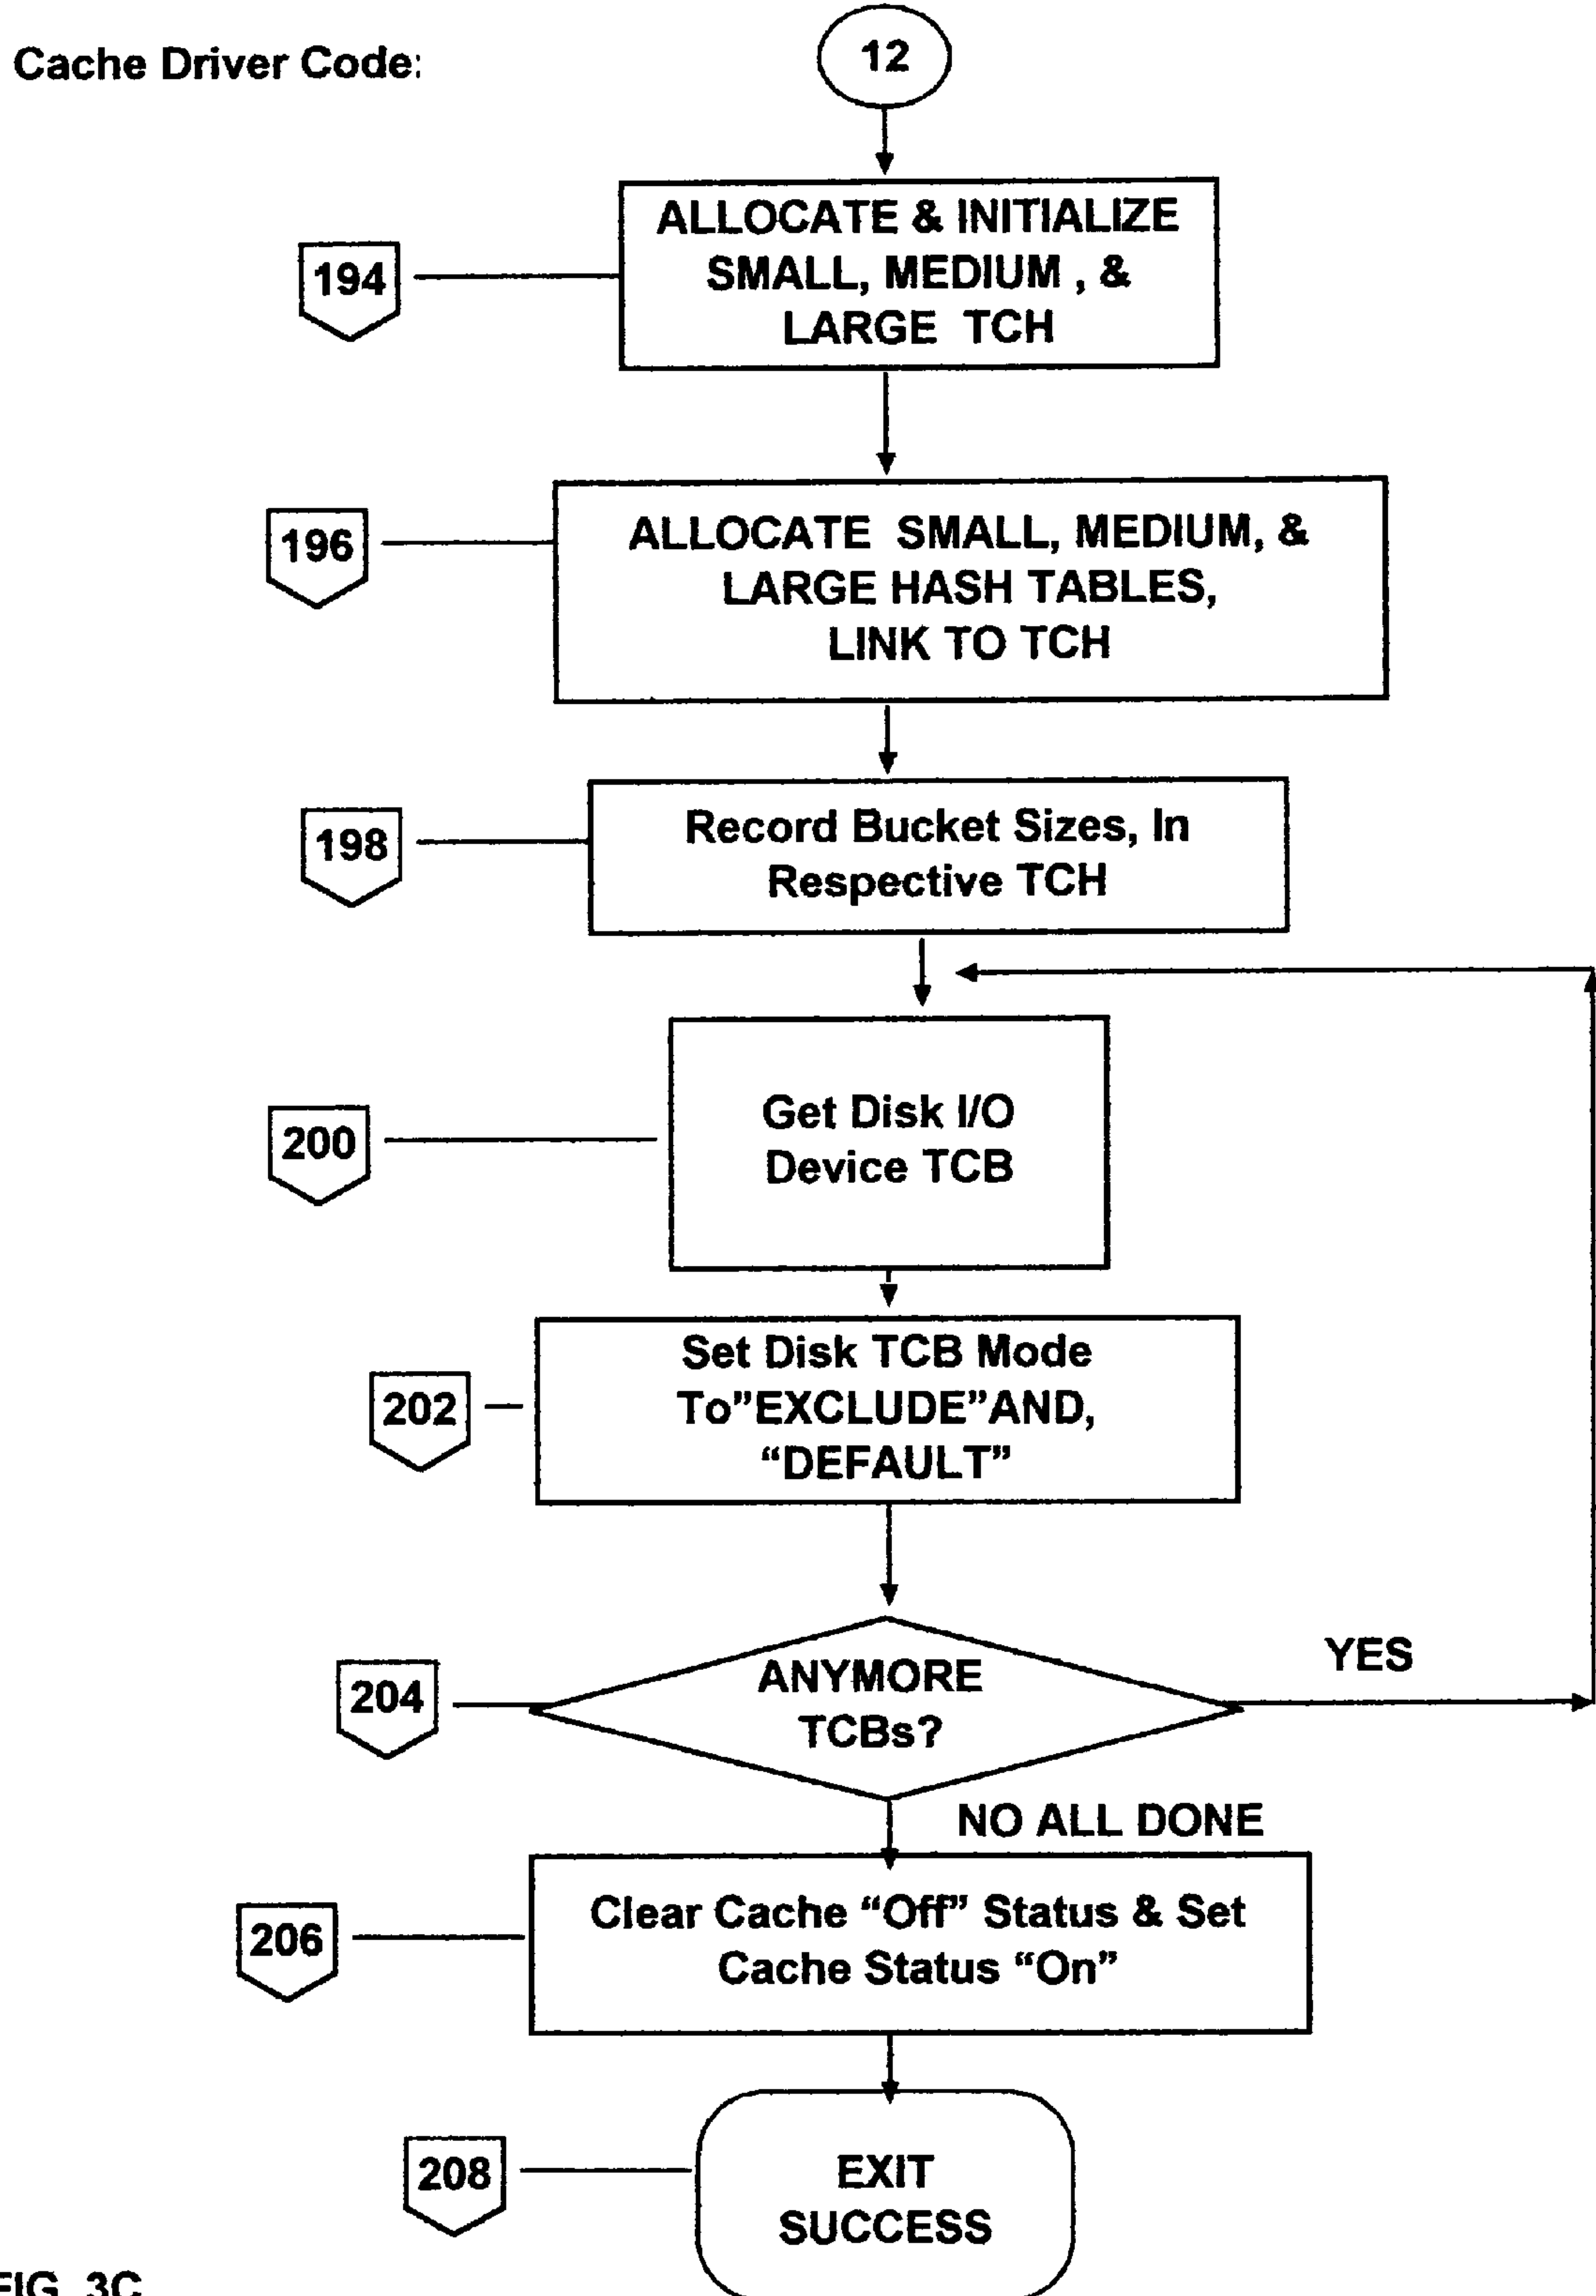 Cache Driver Code:
12
ALLOCATE & INITIALIZE
SMALL, MEDIUM , &
LARGE TCH
194
ALLOCATE SMALL, MEDIUM, &
LARGE HASH TABLES,
LINK TO TCH
196
Record Bucket Sizes, In
Respective TCH
198
Get Disk I/O
Device TCB
200
Set Disk TCB Mode
To”EXCLUDE”AND,
“DEFAULT”
202
ANYMORE
TCBs?
204
YES
NO ALL DONE
Clear Cache “Off” Status & Set
Cache Status “On”
206
EXIT
SUCCESS
208
FIG. 3C